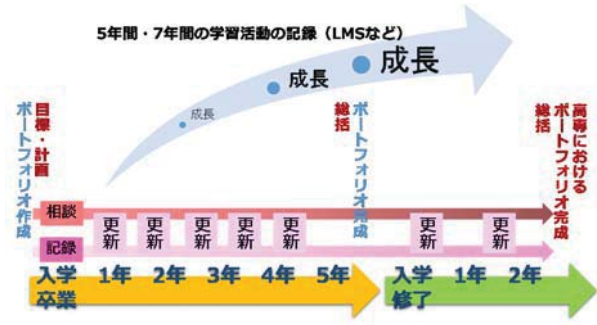 5年間・7年間の学習活動の記録（LMSなど）
成長
成長
成長
目標・計画
ポートフォリオ作成
総括
ポートフォリオ完成
高専における
ポートフォリオ完成
総括
相談
更新
更新
更新
更新
更新
更新
更新
記録
入学 1年 2年 3年 4年 5年
卒業
入学 1年 2年
修了